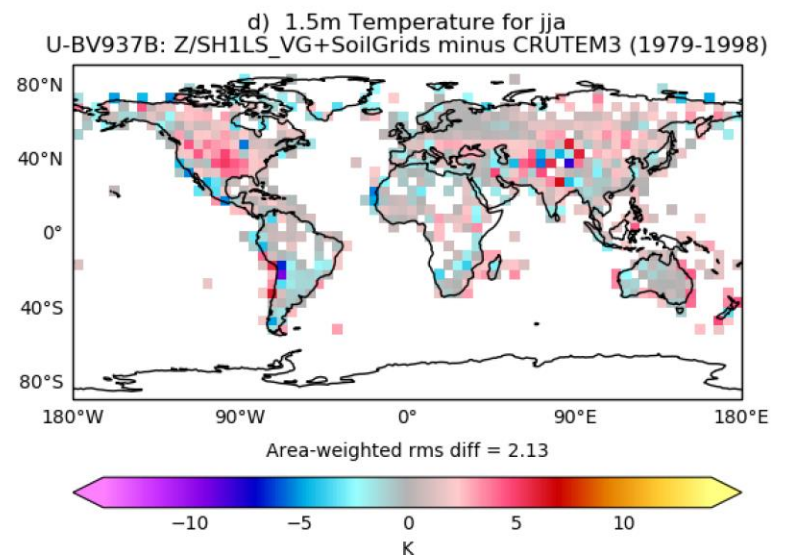 d)  1.5m Temperature for jja
U-BV937B: Z/SH1LS_VG+SoilGrids minus CRUTEM3 (1979-1998)
80°N
40°N
0°
40°S
80°S
180°W 90°W 0° 90°E 180°E
Area-weighted rms diff = 2.13
−10 −5 0 5 10
K